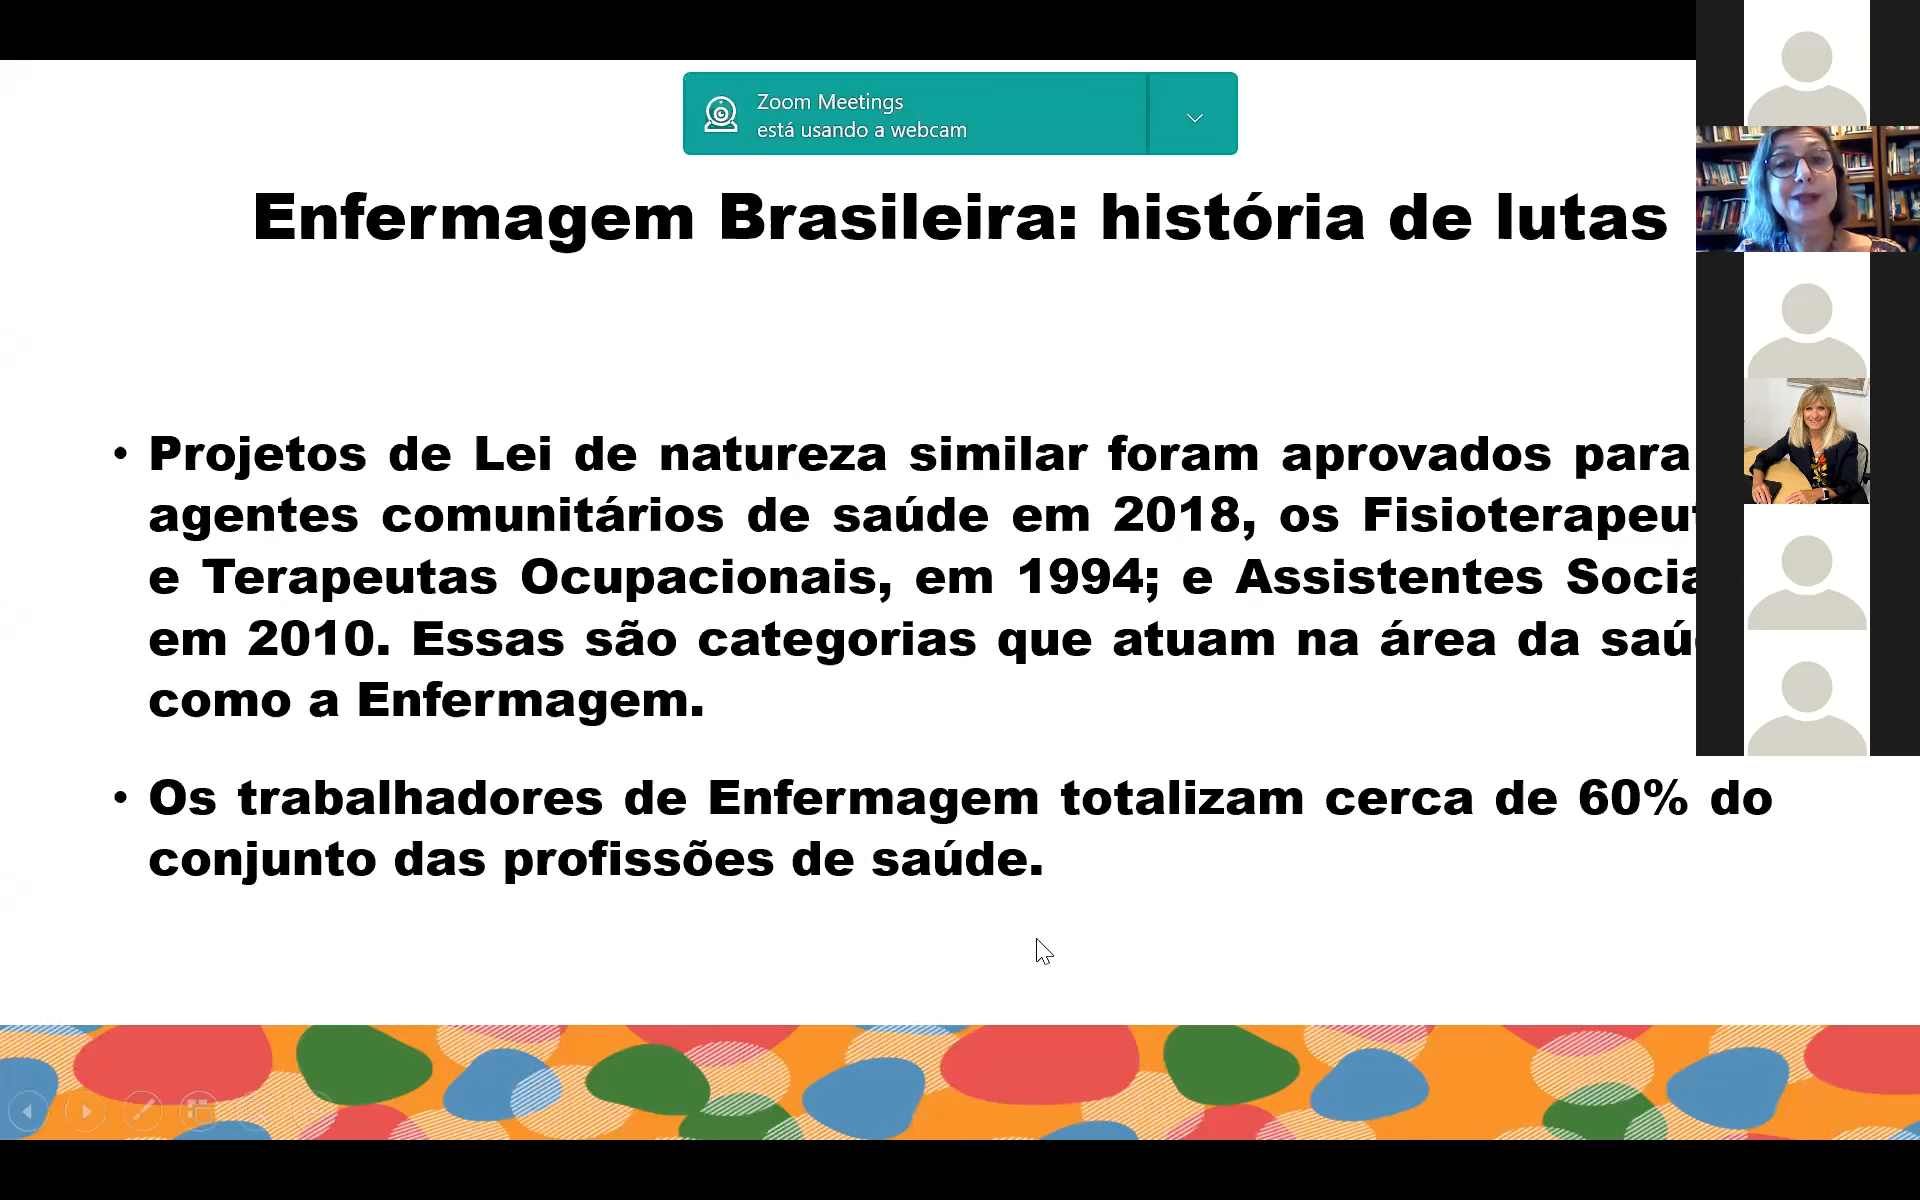 Zoom Meetings
está usando a webcam
Enfermagem Brasileira: história de lutas
• Projetos de Lei de natureza similar foram aprovados para
agentes comunitários de saúde em 2018, os Fisioterapeut
e Terapeutas Ocupacionais, em 1994; e Assistentes Socia
em 2010. Essas são categorias que atuam na área da saú
como a Enfermagem.
• Os trabalhadores de Enfermagem totalizam cerca de 60% do
conjunto das profissões de saúde.